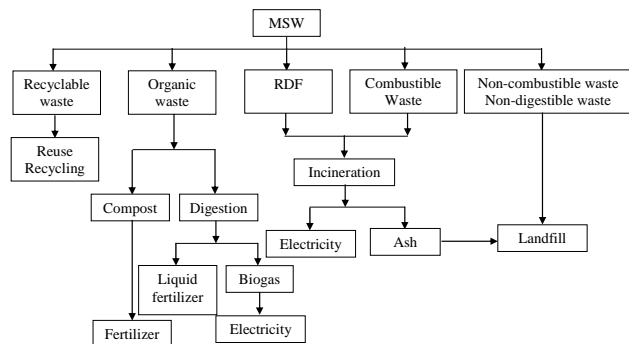 MSW
Recyclable
waste
Organic
waste
RDF
Combustible
Waste
Non-combustible waste
Non-digestible waste
Reuse
Recycling
Incineration
Compost
Digestion
Electricity
Ash
Landfill
Liquid
fertilizer
Biogas
Fertilizer
Electricity